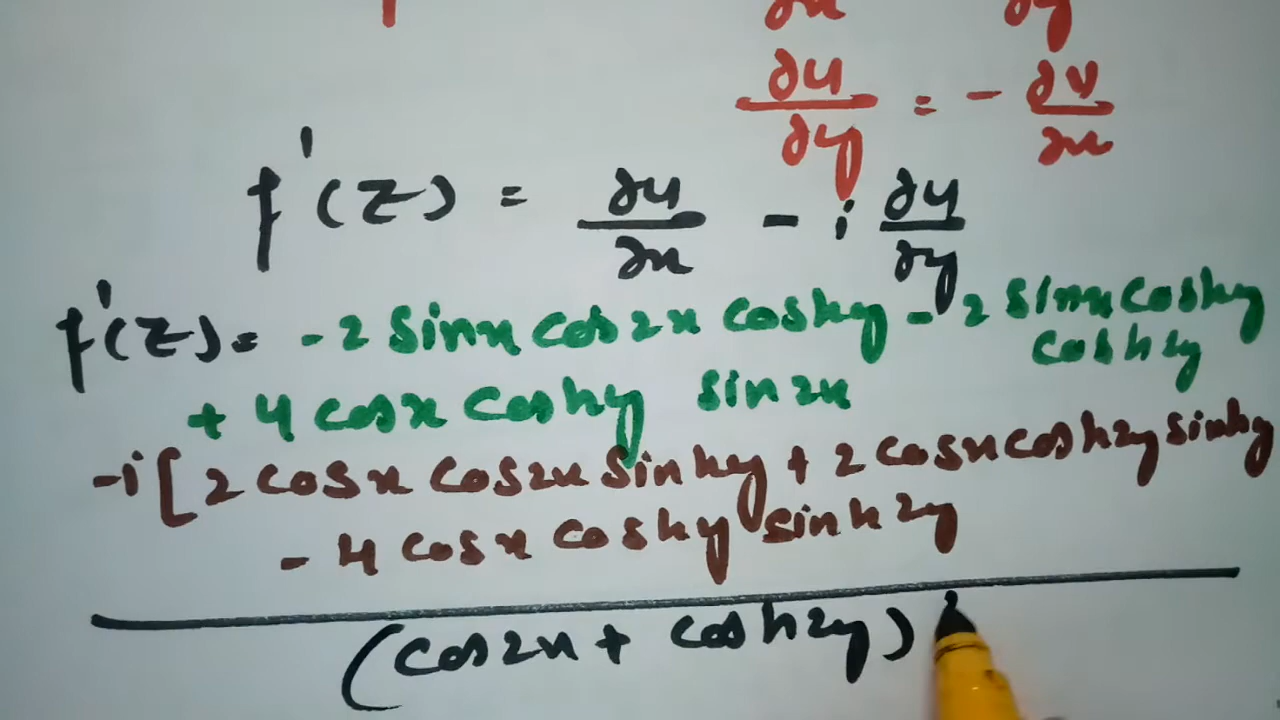 ∂x ∂y
∂u/∂y = - ∂v/∂x
f'(z) = ∂u/∂x - i ∂u/∂y
f'(z) = -2 sinx cos2x coshy - 2 sinx coshy
cosh2y
+ 4 cosx coshy sin2x
-i [2 cosx cos2x sinhy + 2 cosx cosh2y sinhy
- 4 cosx coshy sinh2y
(cos2x + cosh2y)